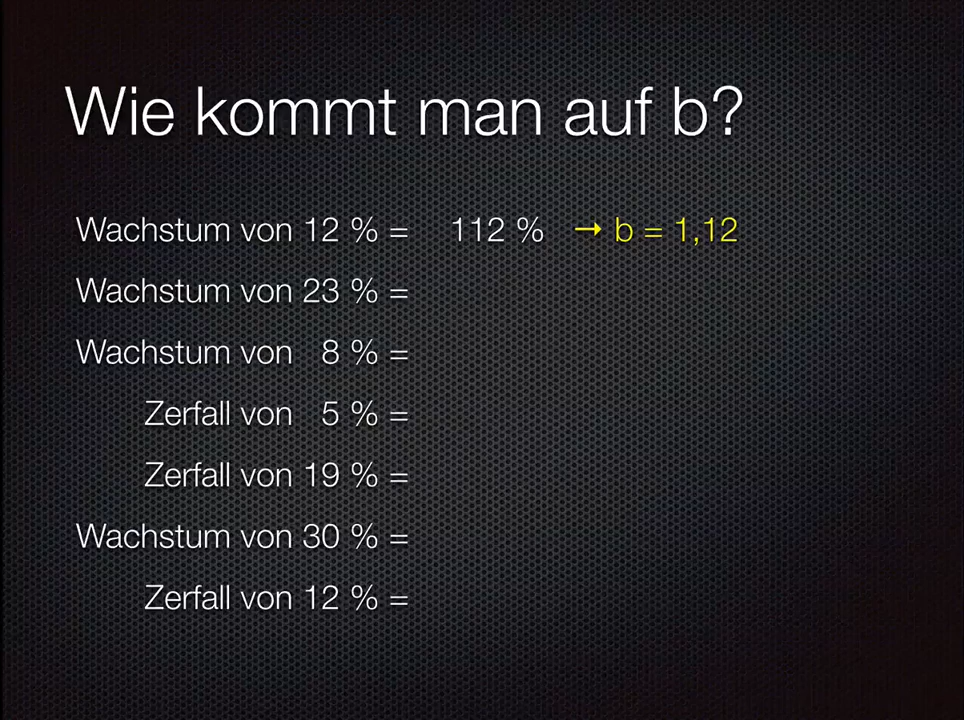 Wie kommt man auf b?
Wachstum von 12 % = 112 % → b = 1,12
Wachstum von 23 % =
Wachstum von 8 % =
Zerfall von 5 % =
Zerfall von 19 % =
Wachstum von 30 % =
Zerfall von 12 % =